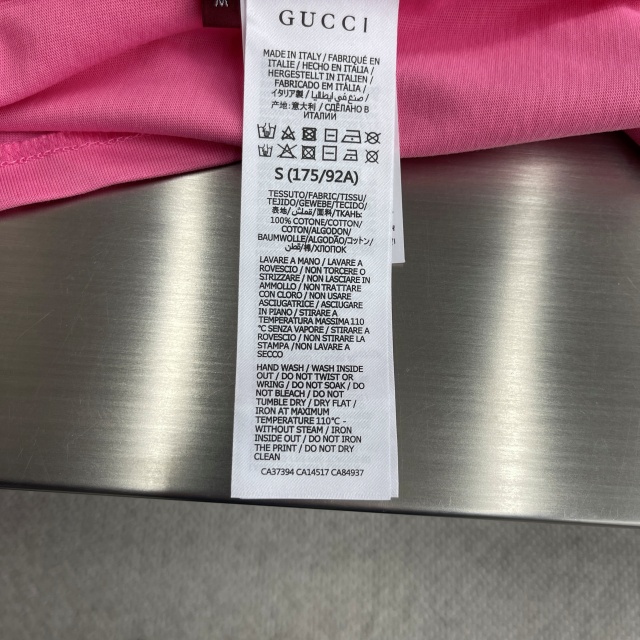 M
GUCCI
MADE IN ITALY / FABRIQUÉ EN
ITALIE / HECHO EN ITALIA /
HERGESTELLT IN ITALIEN /
FABRICADO EM ITÁLIA /
イタリア製 / صنع في إيطاليا /
产地: 意大利 / СДЕЛАНО В
ИТАЛИИ
S (175/92A)
TESSUTO/FABRIC/TISSU/
TEJIDO/GEWEBE/TECIDO/
表地/قماش/面料/ТКАНЬ:
100% COTONE/COTTON/
COTON/ALGODON/
BAUMWOLLE/ALGODÃO/コットン/
قطن/棉/ХЛОПОК
LAVARE A MANO / LAVARE A
ROVESCIO / NON TORCERE O
STRIZZARE / NON LASCIARE IN
AMMOLLO / NON TRATTARE
CON CLORO / NON USARE
ASCIUGATRICE / ASCIUGARE
IN PIANO / STIRARE A
TEMPERATURA MASSIMA 110
°C SENZA VAPORE / STIRARE A
ROVESCIO / NON STIRARE LA
STAMPA / NON LAVARE A
SECCO
HAND WASH / WASH INSIDE
OUT / DO NOT TWIST OR
WRING / DO NOT SOAK / DO
NOT BLEACH / DO NOT
TUMBLE DRY / DRY FLAT /
IRON AT MAXIMUM
TEMPERATURE 110°C -
WITHOUT STEAM / IRON
INSIDE OUT / DO NOT IRON
THE PRINT / DO NOT DRY
CLEAN
CA37394 CA14517 CA84937